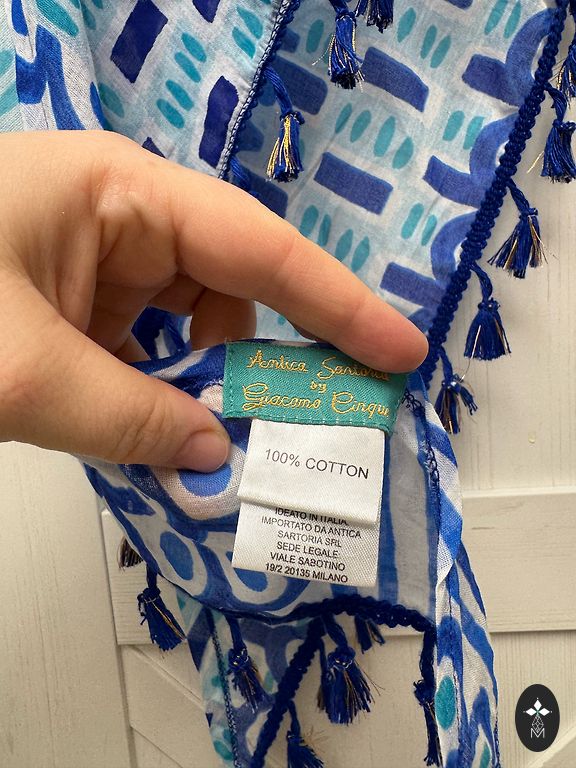 Antica Sartoria
by
Giacomo Cinque
100% COTTON
IDEATO IN ITALIA
IMPORTATO DA ANTICA
SARTORIA SRL
SEDE LEGALE:
VIALE SABOTINO
19/2 20135 MILANO